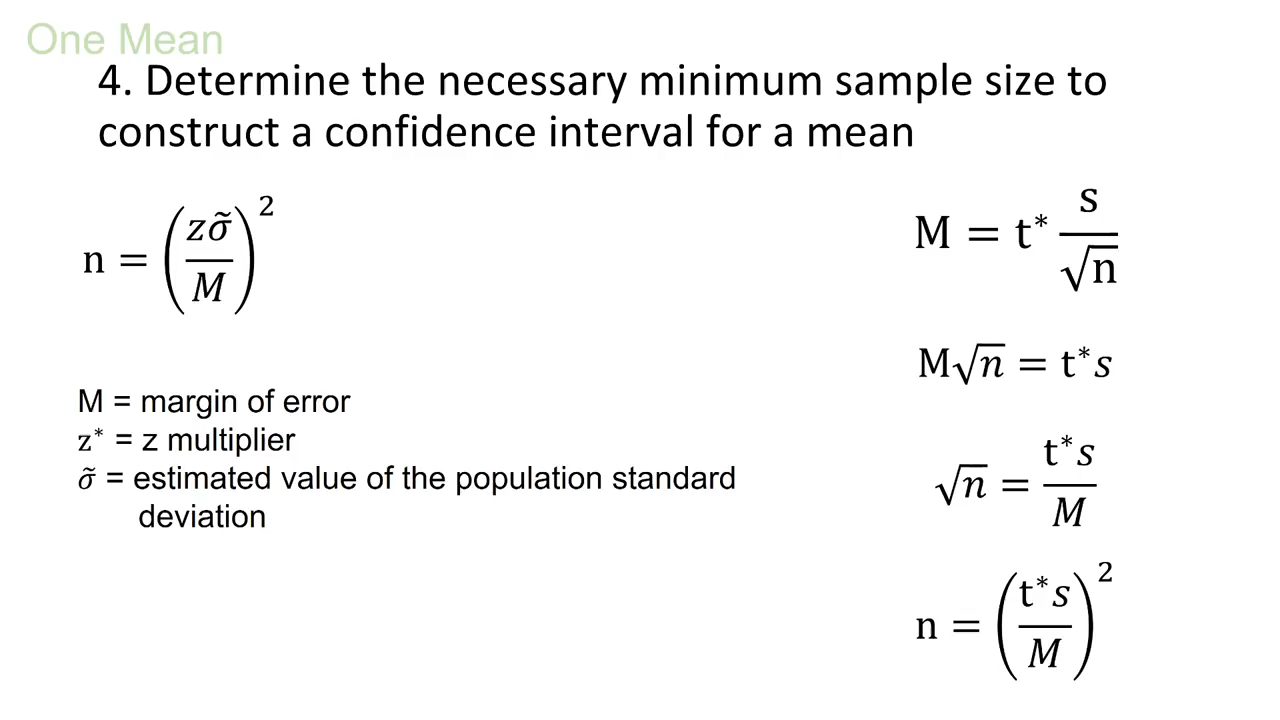 One Mean
4. Determine the necessary minimum sample size to
construct a confidence interval for a mean
n = (zσ̃/M)²
M = margin of error
z* = z multiplier
σ̃ = estimated value of the population standard
deviation
M = t* s/√n
M√n = t*s
√n = t*s/M
n = (t*s/M)²